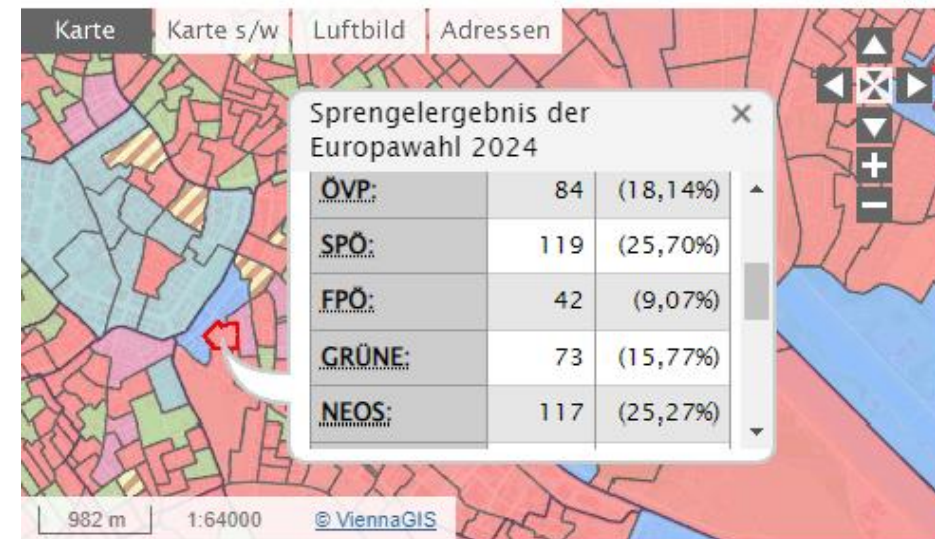 Karte Karte s/w Luftbild Adressen
Sprengelergebnis der
Europawahl 2024
ÖVP: 84 (18,14%)
SPÖ: 119 (25,70%)
FPÖ: 42 (9,07%)
GRÜNE: 73 (15,77%)
NEOS: 117 (25,27%)
982 m 1:64000 © ViennaGIS